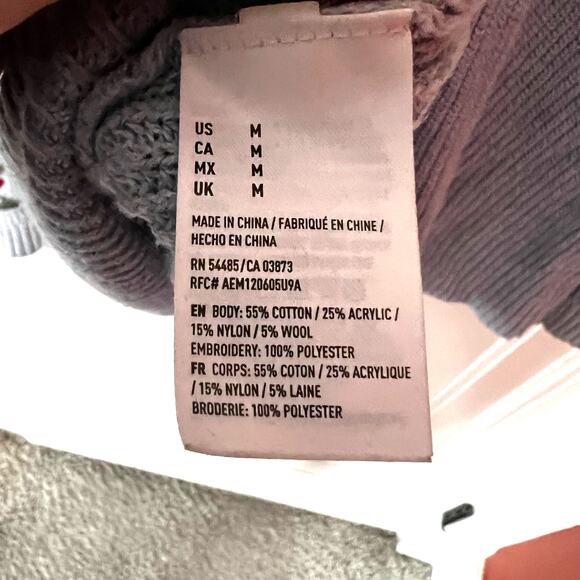 US M
CA M
MX M
UK M
MADE IN CHINA / FABRIQUÉ EN CHINE /
HECHO EN CHINA
RN 54485/CA 03873
RFC# AEM120605U9A
EN BODY: 55% COTTON / 25% ACRYLIC /
15% NYLON / 5% WOOL
EMBROIDERY: 100% POLYESTER
FR CORPS: 55% COTON / 25% ACRYLIQUE
/ 15% NYLON / 5% LAINE
BRODERIE: 100% POLYESTER